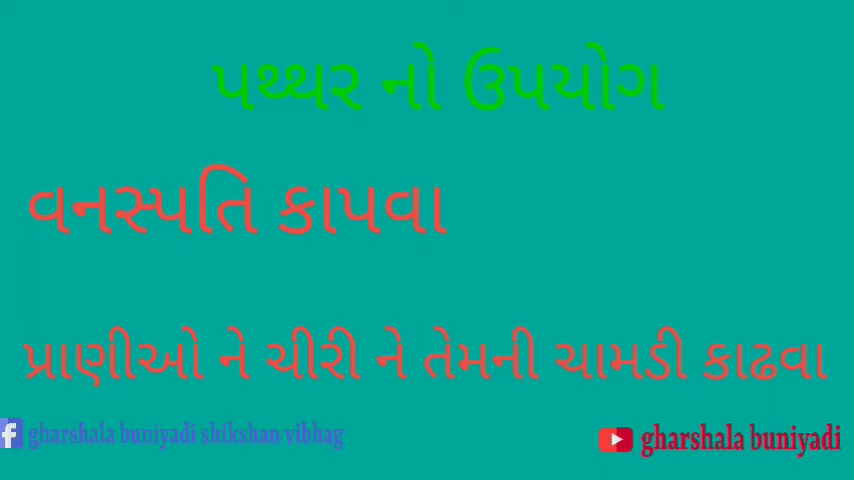 પથ્થર નો ઉપયોગ
વનસ્પતિ કાપવા
પ્રાણીઓ ને ચીરી ને તેમની ચામડી કાઢવા
gharshala buniyadi shikshan vibhag
gharshala buniyadi